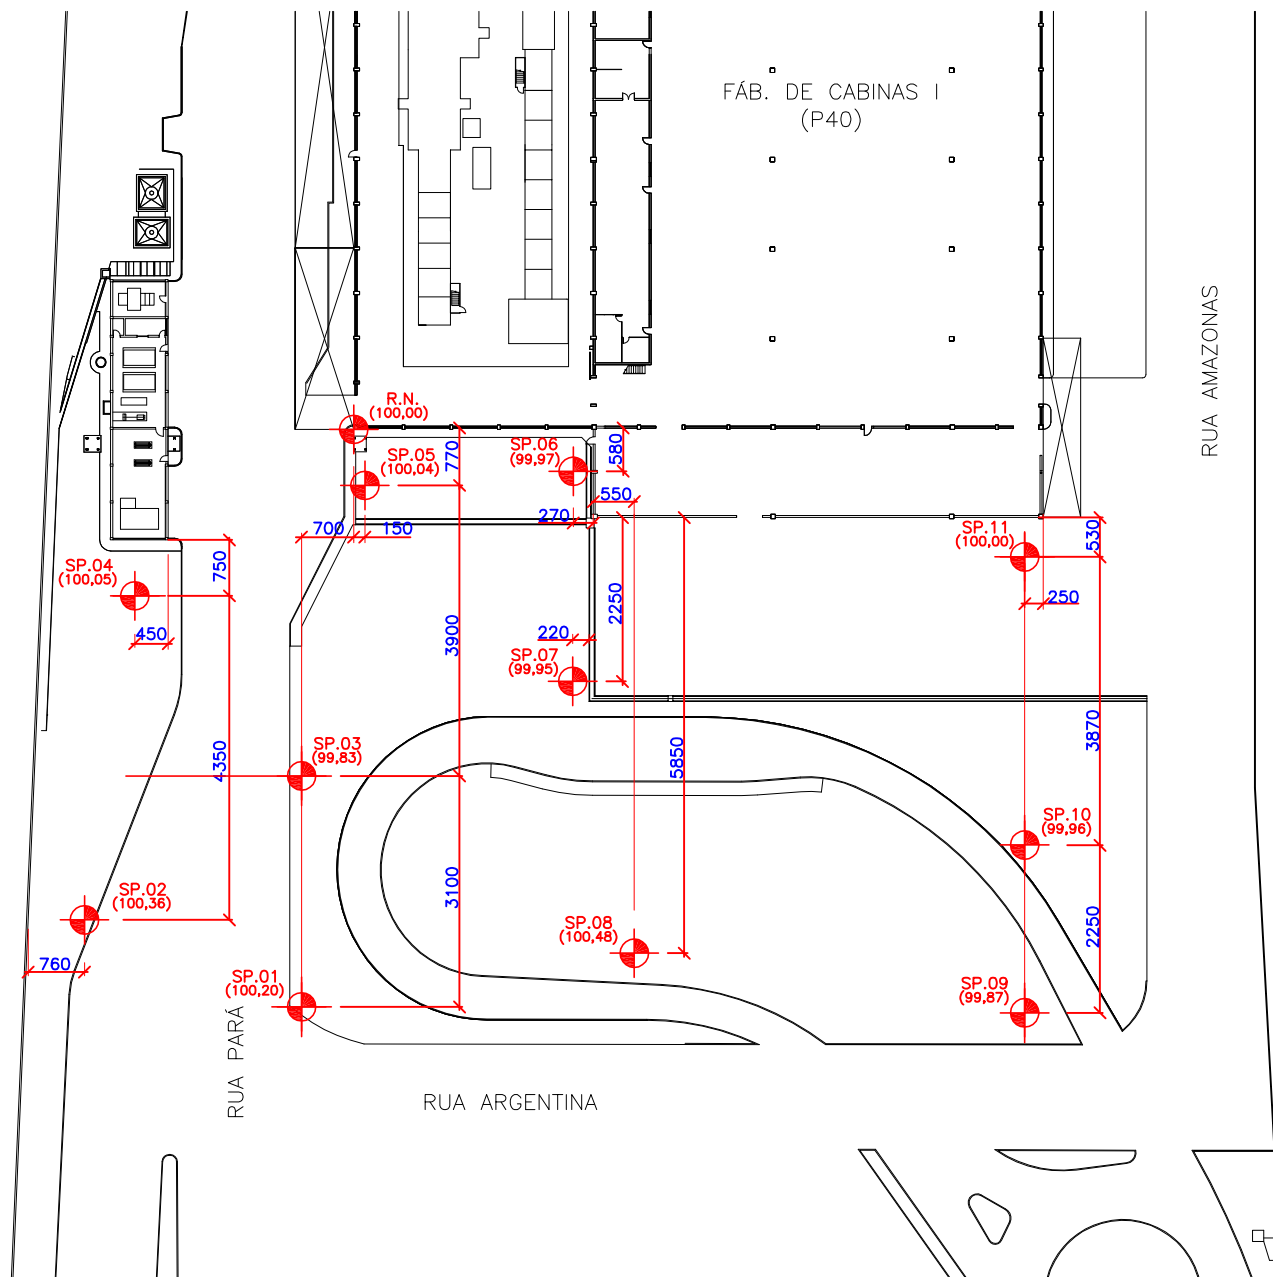 FÁB. DE CABINAS I
(P40)
RUA AMAZONAS
R.N.
(100,00)
SP.05
(100,04)
770
SP.06
(99,97)
580
550
270
700
150
SP.11
(100,00)
530
250
SP.04
(100,05)
750
450
2250
220
3900
SP.07
(99,95)
4350
SP.03
(99,83)
5850
3870
SP.10
(99,96)
3100
SP.02
(100,36)
760
SP.08
(100,48)
2250
SP.01
(100,20)
SP.09
(99,87)
RUA PARÁ
RUA ARGENTINA